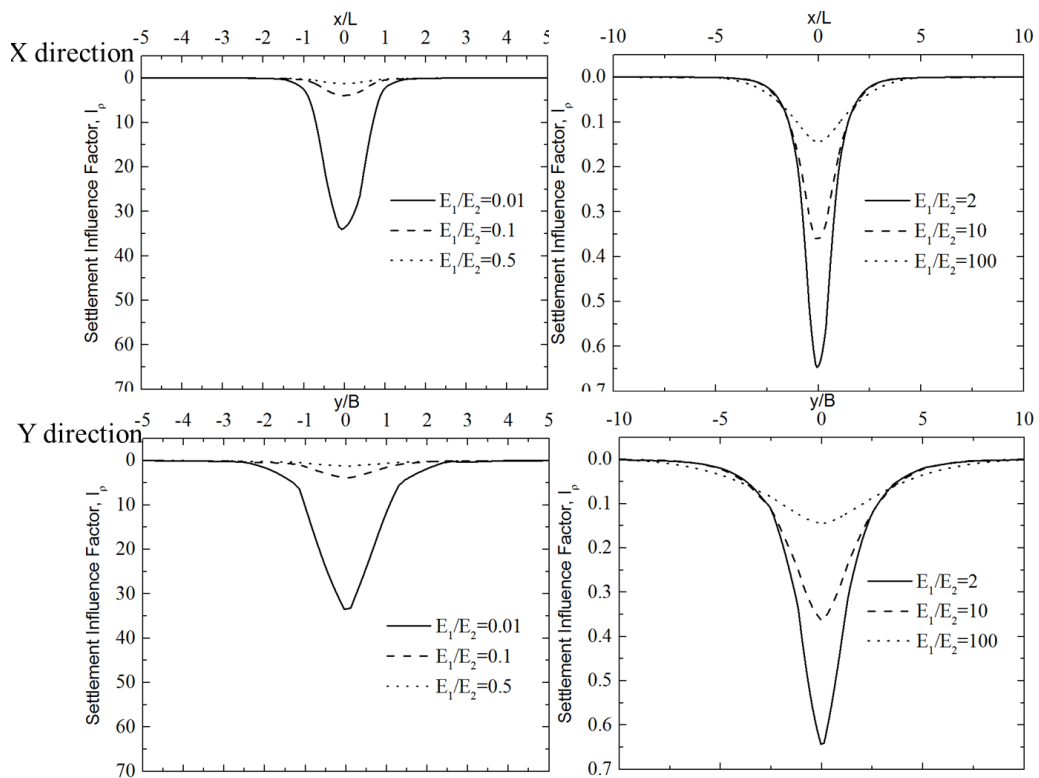 x/L
-5 -4 -3 -2 -1 0 1 2 3 4 5
X direction
Settlement Influence Factor, Iρ
0
10
20
30
40
50
60
70
E1/E2=0.01
E1/E2=0.1
E1/E2=0.5
x/L
-10 -5 0 5 10
Settlement Influence Factor, Iρ
0.0
0.1
0.2
0.3
0.4
0.5
0.6
0.7
E1/E2=2
E1/E2=10
E1/E2=100
y/B
-5 -4 -3 -2 -1 0 1 2 3 4 5
Y direction
Settlement Influence Factor, Iρ
0
10
20
30
40
50
60
70
E1/E2=0.01
E1/E2=0.1
E1/E2=0.5
y/B
-10 -5 0 5 10
Settlement Influence Factor, Iρ
0.0
0.1
0.2
0.3
0.4
0.5
0.6
0.7
E1/E2=2
E1/E2=10
E1/E2=100